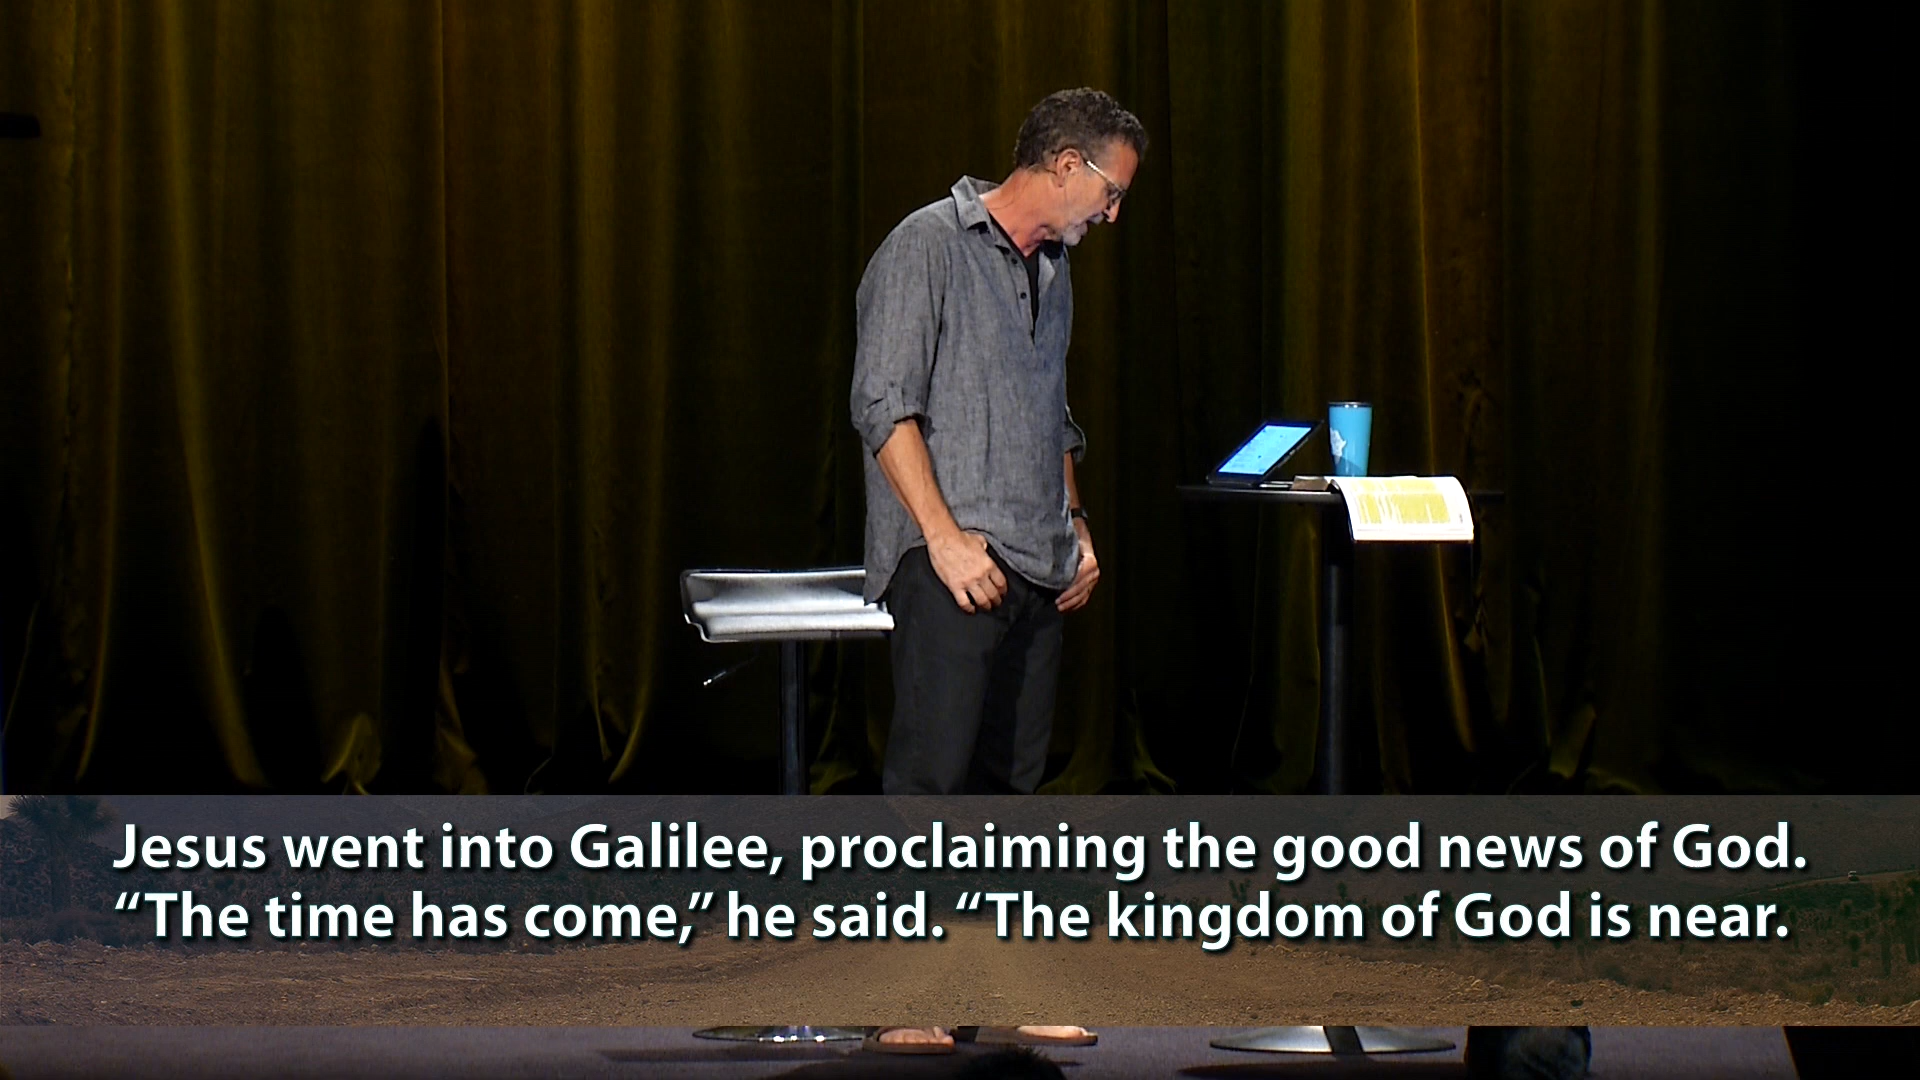 Jesus went into Galilee, proclaiming the good news of God.
“The time has come,” he said. “The kingdom of God is near.